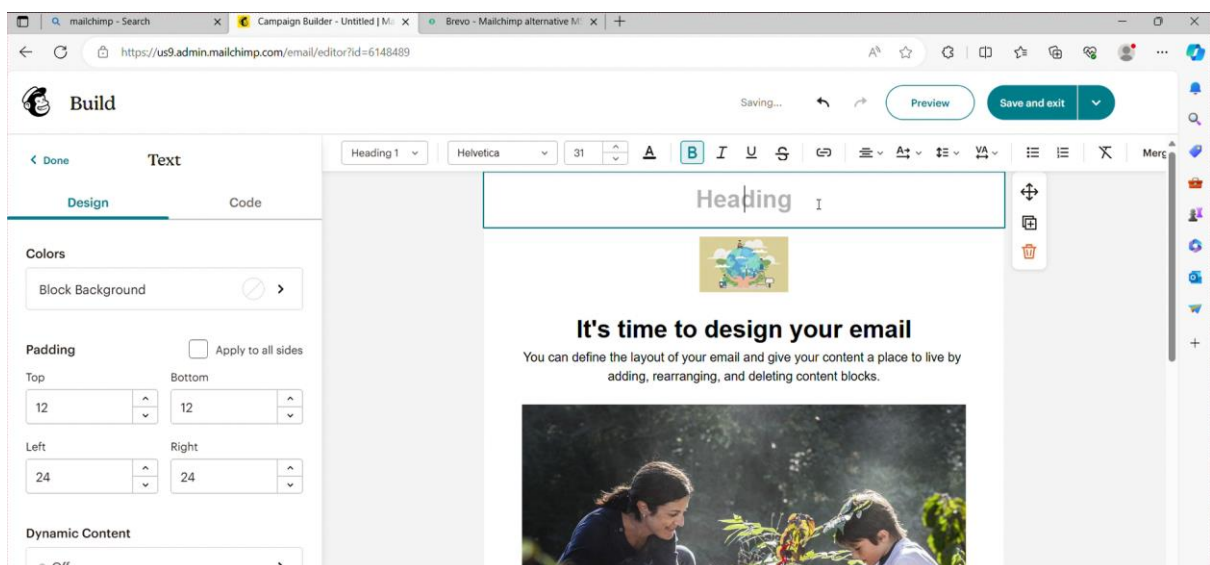 mailchimp - Search
Campaign Builder - Untitled | Ma
Brevo - Mailchimp alternative M
https://us9.admin.mailchimp.com/email/editor?id=6148489
Build
Saving...
Preview
Save and exit
Done
Text
Heading 1
Helvetica
31
A
B
I
U
S
Merg
Design
Code
Heading
Colors
Block Background
It's time to design your email
You can define the layout of your email and give your content a place to live by
adding, rearranging, and deleting content blocks.
Padding
Apply to all sides
Top
Bottom
12
12
Left
Right
24
24
Dynamic Content
Off